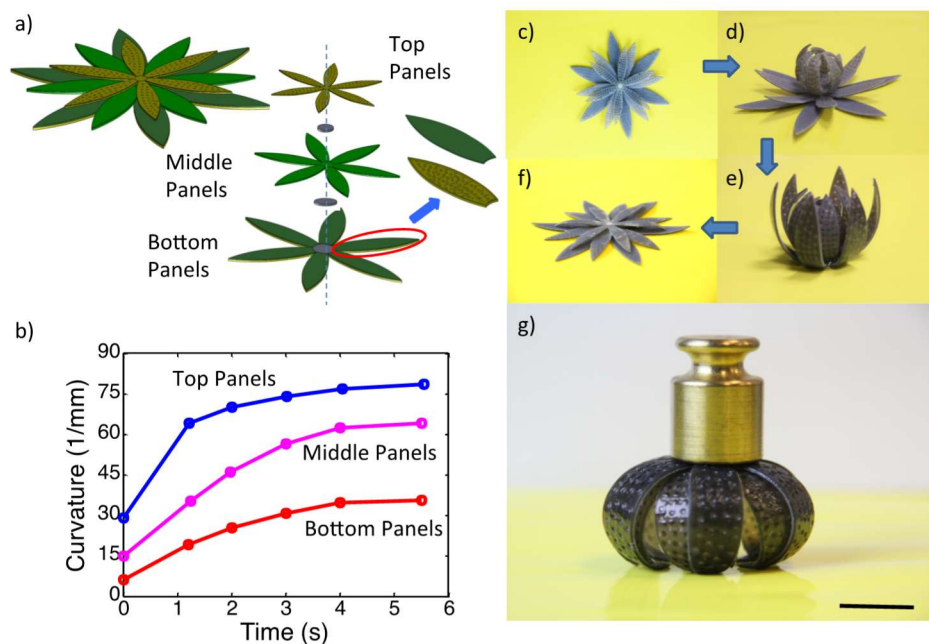 a)
Top
Panels
Middle
Panels
Bottom
Panels
b)
90
75
60
45
30
15
0
Curvature (1/mm)
Top Panels
Middle Panels
Bottom Panels
0 1 2 3 4 5 6
Time (s)
c)
d)
f)
e)
g)